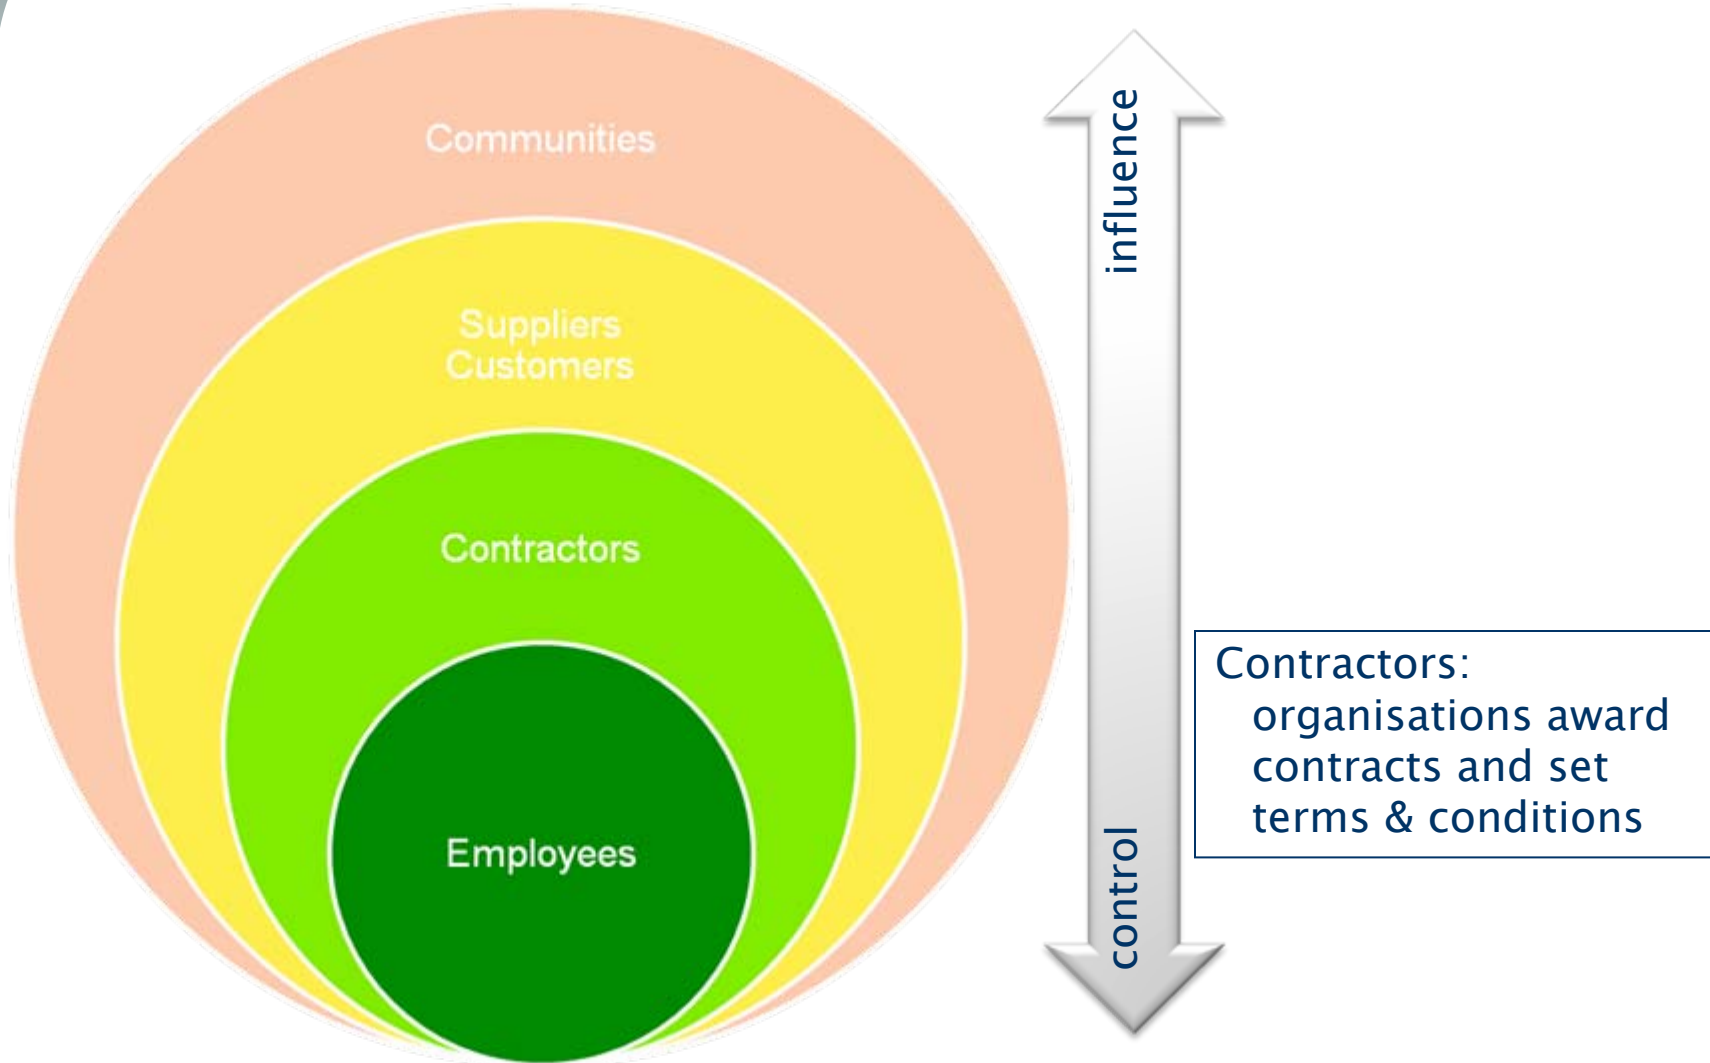 Communities
Suppliers
Customers
Contractors
Employees
influence
control
Contractors:
organisations award
contracts and set
terms & conditions